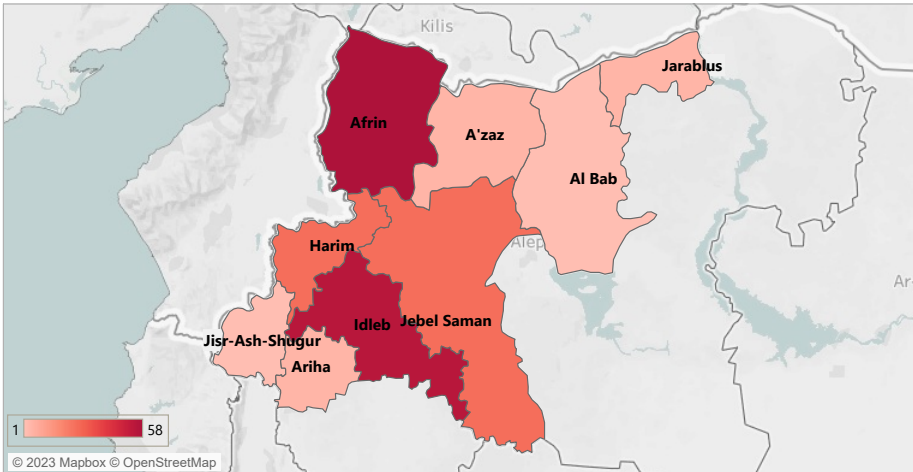 Kilis
Jarablus
Afrin
A'zaz
Al Bab
Harim
Alep
Ar-
Idleb
Jebel Saman
Jisr-Ash-Shugur
Ariha
1
58
© 2023 Mapbox © OpenStreetMap